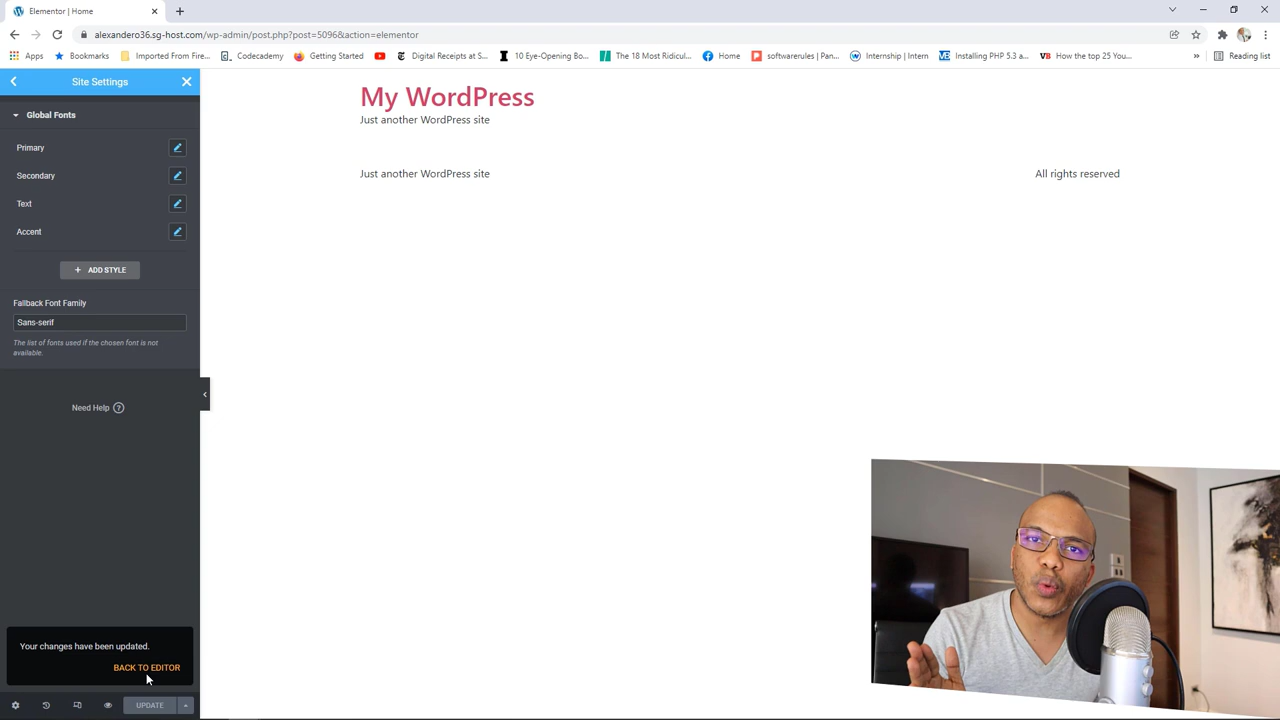 Elementor | Home
alexandero36.sg-host.com/wp-admin/post.php?post=5096&action=elementor
Apps
Bookmarks
Imported From Fire...
Codecademy
Getting Started
Digital Receipts at S...
10 Eye-Opening Bo...
The 18 Most Ridicul...
Home
softwarerules | Pan...
Internship | Intern
Installing PHP 5.3 a...
How the top 25 You...
»
Reading list
Site Settings
Global Fonts
Primary
Secondary
Text
Accent
+ ADD STYLE
Fallback Font Family
Sans-serif
The list of fonts used if the chosen font is not
available.
Need Help ?
Your changes have been updated.
BACK TO EDITOR
UPDATE
My WordPress
Just another WordPress site
Just another WordPress site
All rights reserved